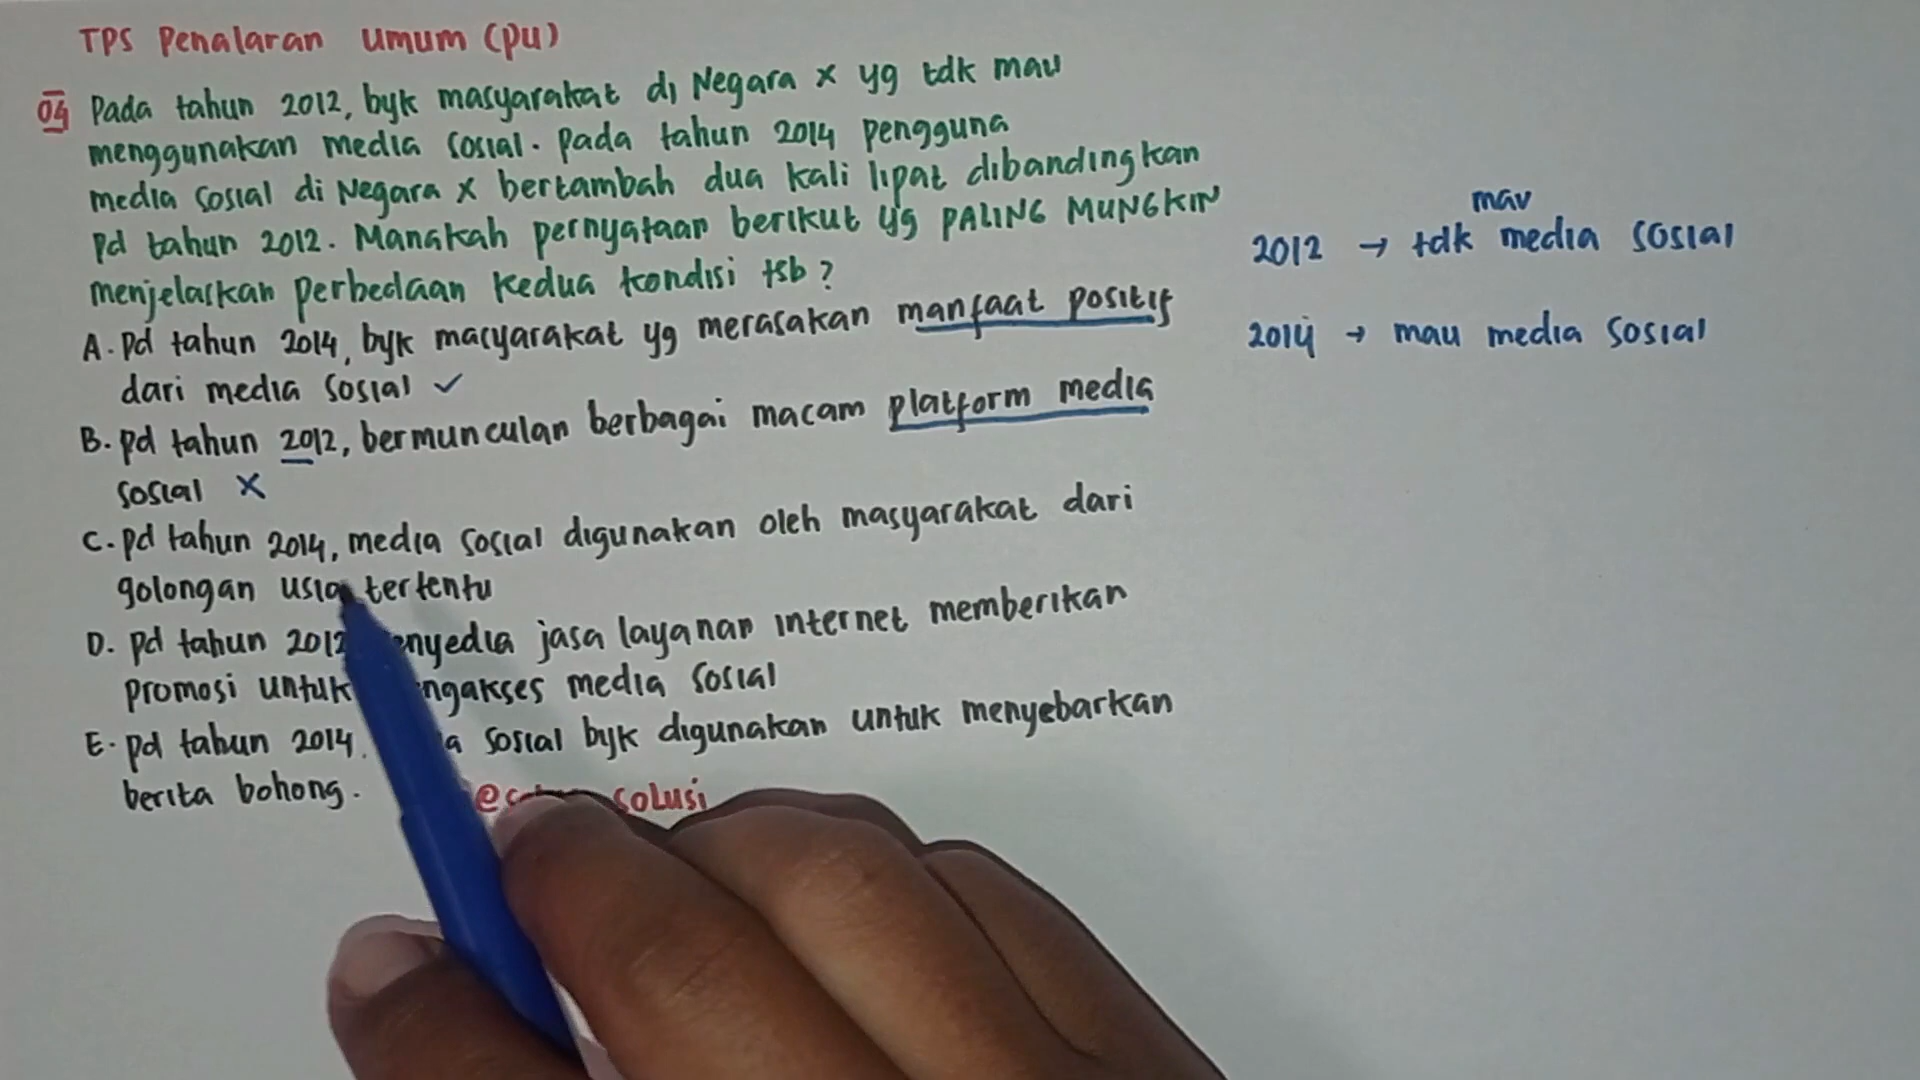 TPS Penalaran Umum (PU)
04 Pada tahun 2012, byk masyarakat di Negara X yg tdk mau
menggunakan media sosial. Pada tahun 2014 pengguna
media sosial di Negara X bertambah dua kali lipat dibandingkan
pd tahun 2012. Manakah pernyataan berikut yg PALING MUNGKIN
menjelaskan perbedaan kedua kondisi tsb?
A. pd tahun 2014, byk masyarakat yg merasakan manfaat positif
dari media sosial ✓
B. pd tahun 2012, bermunculan berbagai macam platform media
sosial X
C. pd tahun 2014, media sosial digunakan oleh masyarakat dari
golongan usia tertentu
D. pd tahun 2012 jasa layanan internet memberikan
promosi untuk media sosial
E. pd tahun 2014, sosial byk digunakan untuk menyebarkan
berita bohong.
solusi
mau
2012 → tdk media sosial
2014 → mau media sosial